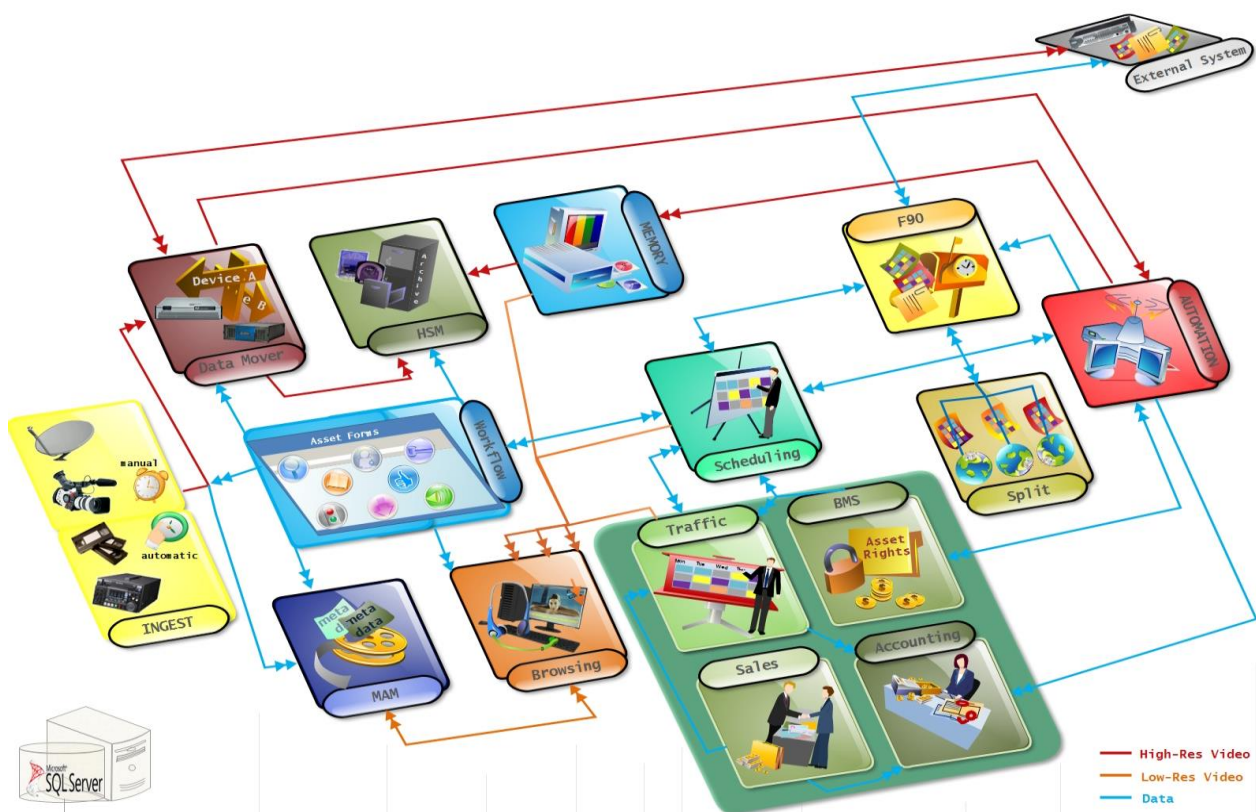 External System
F90
MEMORY
Device A
e B
Data Mover
Archive
HSM
AUTOMATION
Asset Forms
Workflow
Scheduling
Split
manual
automatic
INGEST
Traffic
Mon Tue Wed Thu
BMS
Asset
Rights
meta
d meta
data
MAM
Browsing
Sales
Accounting
Microsoft
SQL Server
High-Res Video
Low-Res Video
Data